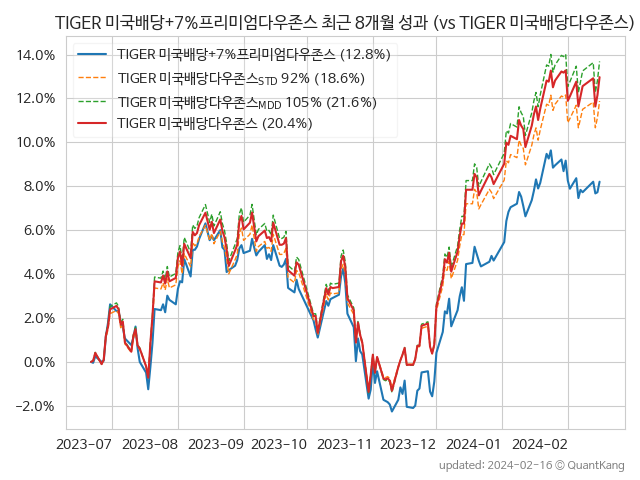 TIGER 미국배당+7%프리미엄다우존스 최근 8개월 성과 (vs TIGER 미국배당다우존스)
TIGER 미국배당+7%프리미엄다우존스 (12.8%)
TIGER 미국배당다우존스STD 92% (18.6%)
TIGER 미국배당다우존스MDD 105% (21.6%)
TIGER 미국배당다우존스 (20.4%)
14.0%
12.0%
10.0%
8.0%
6.0%
4.0%
2.0%
0.0%
−2.0%
2023-07 2023-08 2023-09 2023-10 2023-11 2023-12 2024-01 2024-02
updated: 2024-02-16 © QuantKang